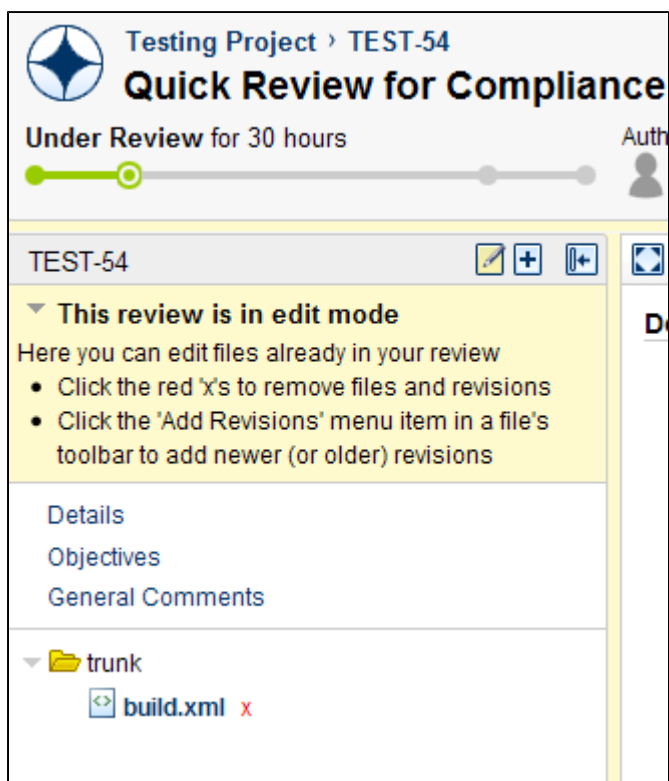 Testing Project › TEST-54
Quick Review for Compliance
Under Review for 30 hours
Auth
TEST-54
This review is in edit mode
Here you can edit files already in your review
• Click the red 'x's to remove files and revisions
• Click the 'Add Revisions' menu item in a file's
toolbar to add newer (or older) revisions
De
Details
Objectives
General Comments
trunk
build.xml x